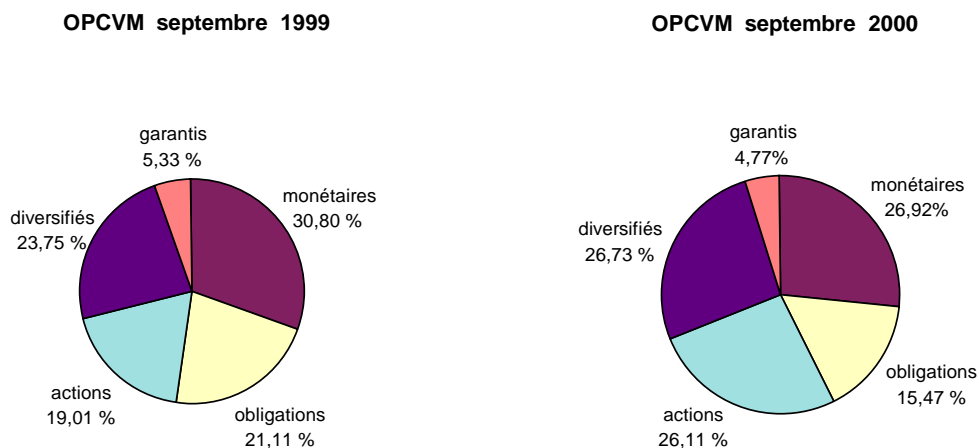 OPCVM septembre 1999
garantis
5,33 %
monétaires
30,80 %
diversifiés
23,75 %
actions
19,01 %
obligations
21,11 %
OPCVM septembre 2000
garantis
4,77%
monétaires
26,92%
diversifiés
26,73 %
obligations
15,47 %
actions
26,11 %